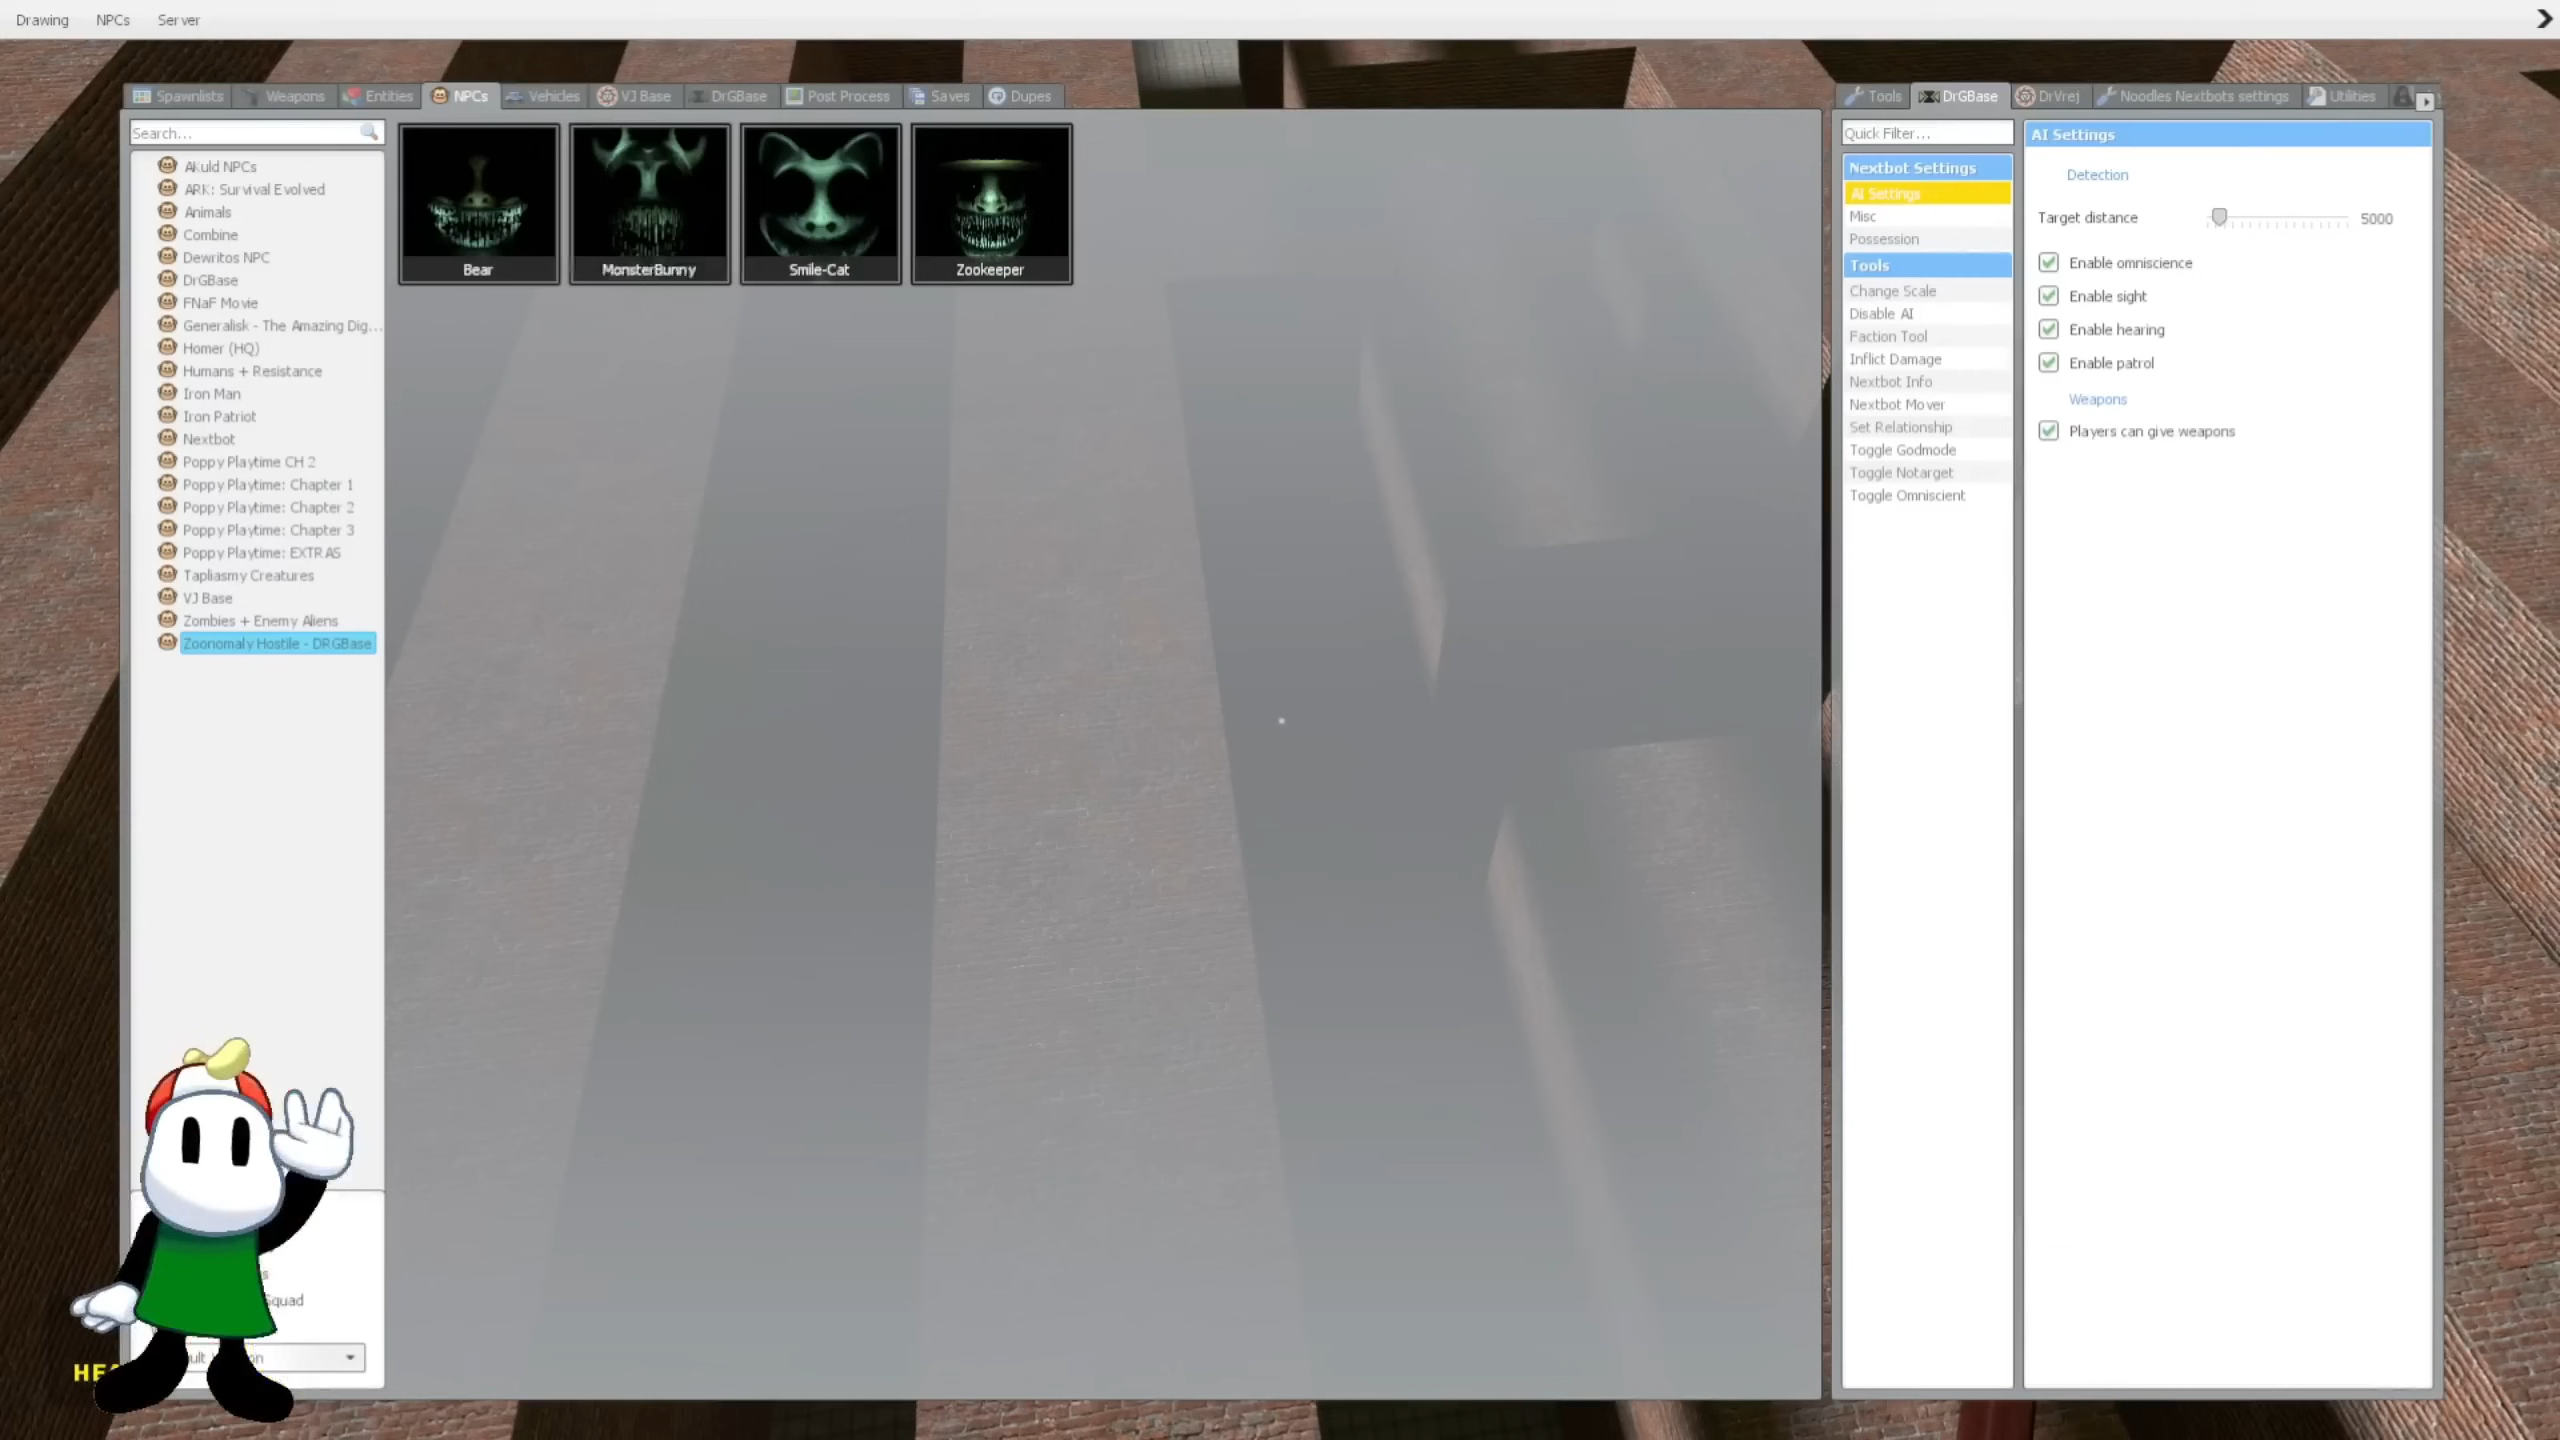 Drawing NPCs Server
Spawnlists Weapons Entities NPCs Vehicles VJ Base DrGBase Post Process Saves Dupes
Search...
AKuld NPCs
ARK: Survival Evolved
Animals
Combine
Dewritos NPC
DrGBase
FNaF Movie
Generalisk - The Amazing Dig...
Homer (HQ)
Humans + Resistance
Iron Man
Iron Patriot
Nextbot
Poppy Playtime CH 2
Poppy Playtime: Chapter 1
Poppy Playtime: Chapter 2
Poppy Playtime: Chapter 3
Poppy Playtime: EXTRAS
Tapliasmy Creatures
VJ Base
Zombies + Enemy Aliens
Zoonomaly Hostile - DRGBase
Squad
Bear MonsterBunny Smile-Cat Zookeeper
Tools DrGBase DrVrej Noodles Nextbots settings Utilities
Quick Filter...
Nextbot Settings
AI Settings
Misc
Possession
Tools
Change Scale
Disable AI
Faction Tool
Inflict Damage
Nextbot Info
Nextbot Mover
Set Relationship
Toggle Godmode
Toggle Notarget
Toggle Omniscient
AI Settings
Detection
Target distance 5000
Enable omniscience
Enable sight
Enable hearing
Enable patrol
Weapons
Players can give weapons